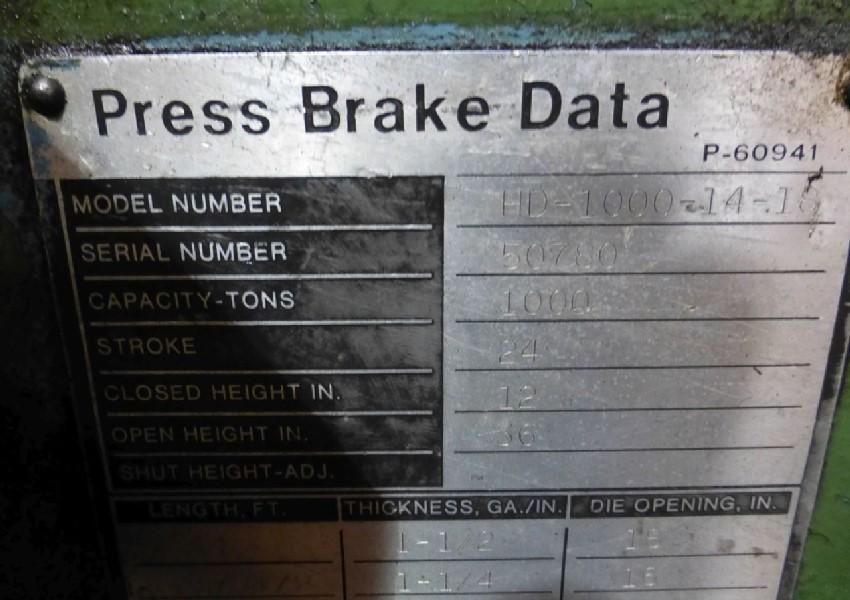 Press Brake Data
P-60941
MODEL NUMBER HD-1000-14-16
SERIAL NUMBER 50780
CAPACITY-TONS 1000
STROKE 24
CLOSED HEIGHT IN. 12
OPEN HEIGHT IN. 36
SHUT HEIGHT-ADJ.
LENGTH, FT. THICKNESS, GA./IN. DIE OPENING, IN.
1-1/2 15
1-1/4 15